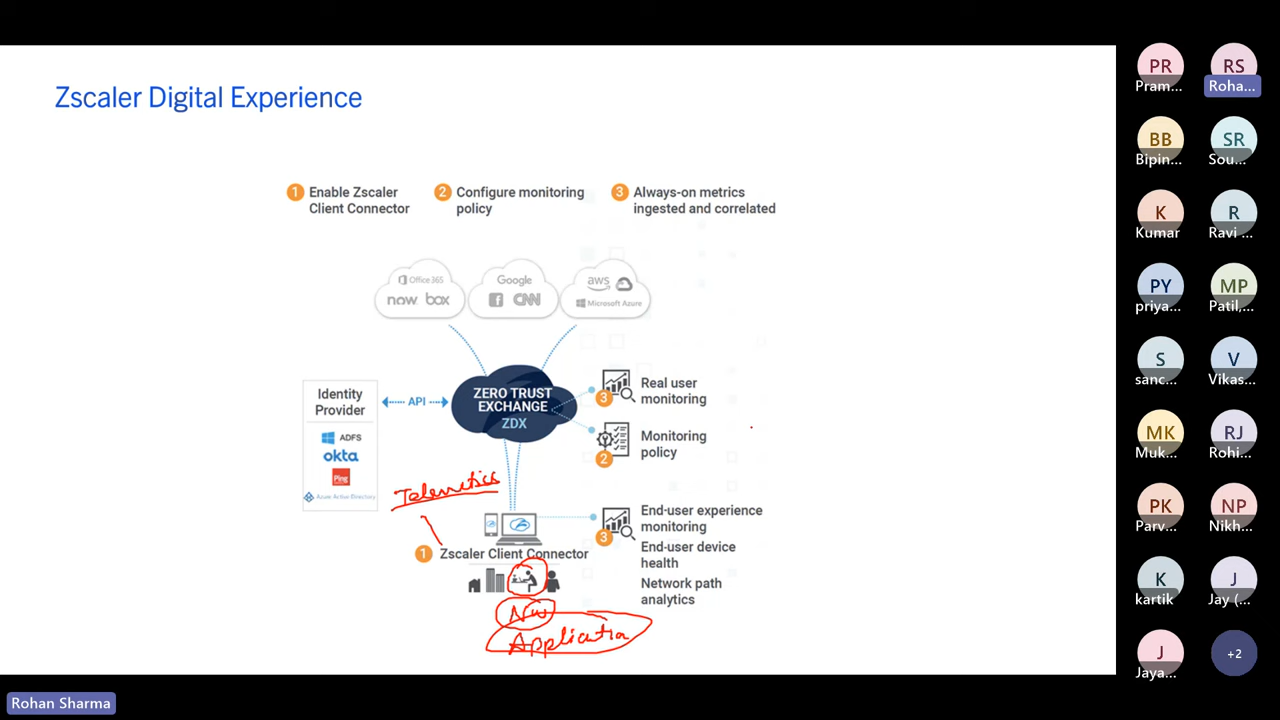 Zscaler Digital Experience
1 Enable Zscaler
Client Connector
2 Configure monitoring
policy
3 Always-on metrics
ingested and correlated
Office 365
now box
Google
f CNN
aws
Microsoft Azure
Identity
Provider
ADFS
okta
Ping
Azure Active Directory
API
ZERO TRUST
EXCHANGE
ZDX
3
Real user
monitoring
2
Monitoring
policy
Telemetics
3
End-user experience
monitoring
End-user device
health
Network path
analytics
1 Zscaler Client Connector
N/w
Application
PR
Pram...
RS
Roha...
BB
Bipin...
SR
Sou...
K
Kumar
R
Ravi ...
PY
priya...
MP
Patil,...
S
sanc...
V
Vikas...
MK
Muk...
RJ
Rohi...
PK
Parv...
NP
Nikh...
K
kartik
J
Jay (...
J
Jaya...
+2
Rohan Sharma